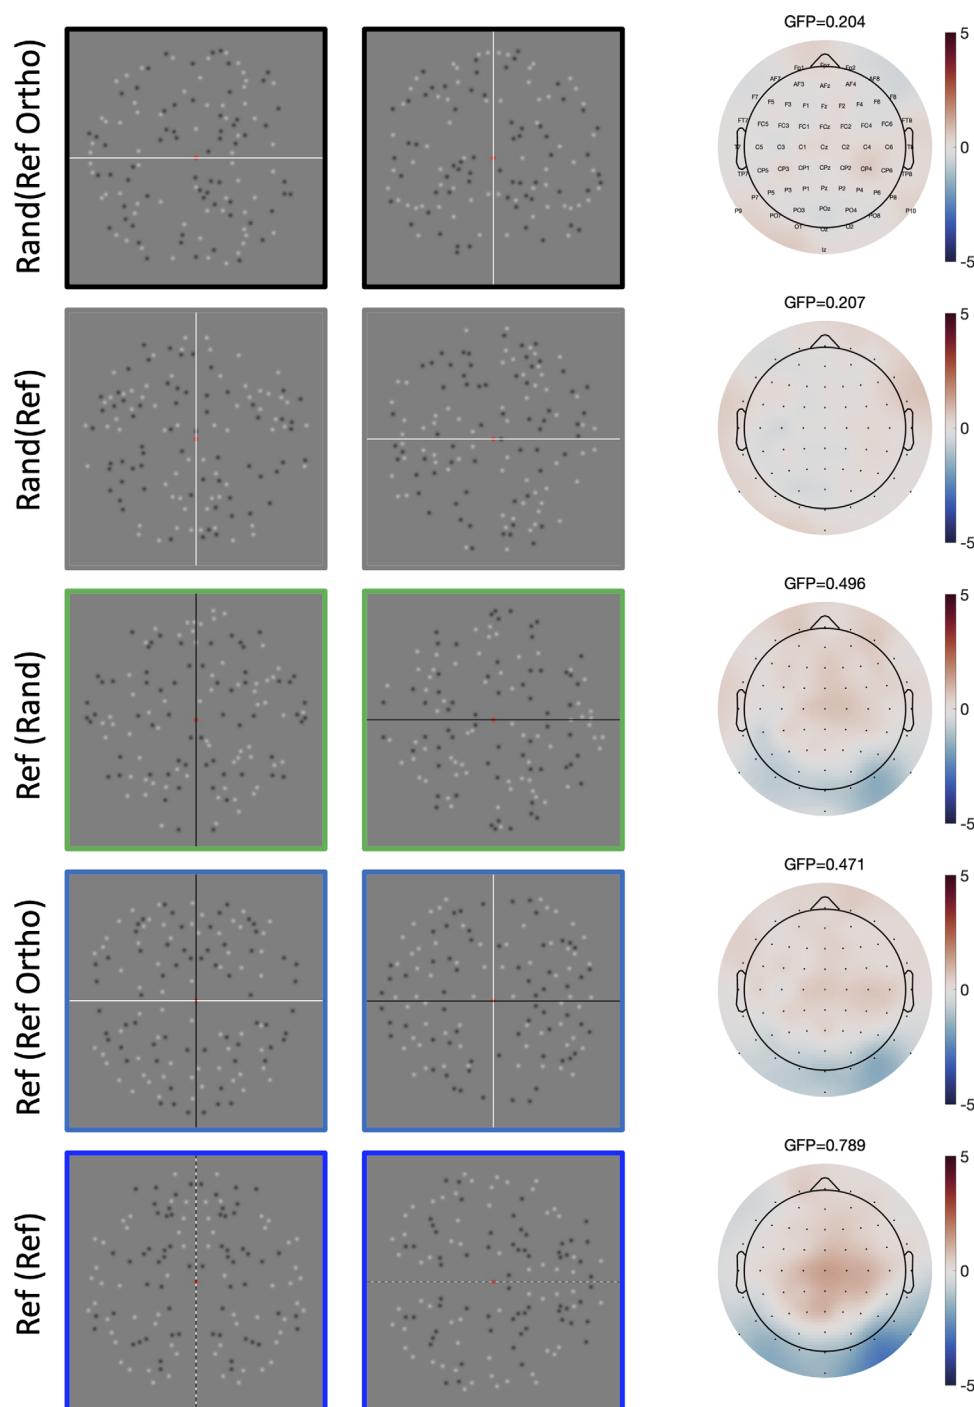 Rand(Ref Ortho)
GFP=0.204
Fp1 Fpz Fp2
AF7 AF3 AFz AF4 AF8
F7 F5 F3 F1 Fz F2 F4 F6 F8
FT7 FC5 FC3 FC1 FCz FC2 FC4 FC6 FT8
T7 C5 C3 C1 Cz C2 C4 C6 T8
TP7 CP5 CP3 CP1 CPz CP2 CP4 CP6 TP8
P9 P7 P5 P3 P1 Pz P2 P4 P6 P8 P10
PO7 PO3 POz PO4 PO8
O1 Oz O2
Iz
5
0
-5
Rand(Ref)
GFP=0.207
5
0
-5
Ref (Rand)
GFP=0.496
5
0
-5
Ref (Ref Ortho)
GFP=0.471
5
0
-5
Ref (Ref)
GFP=0.789
5
0
-5